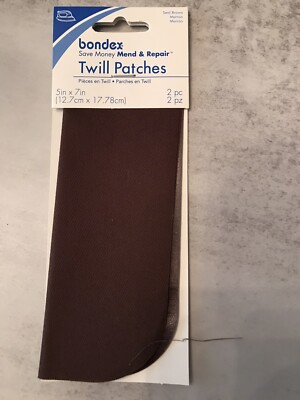 bondex
Save Money Mend & Repair™
Twill Patches
Pièces en Twill • Parches en Twill
5in x 7in 2 pc
(12.7cm x 17.78cm) 2 pz